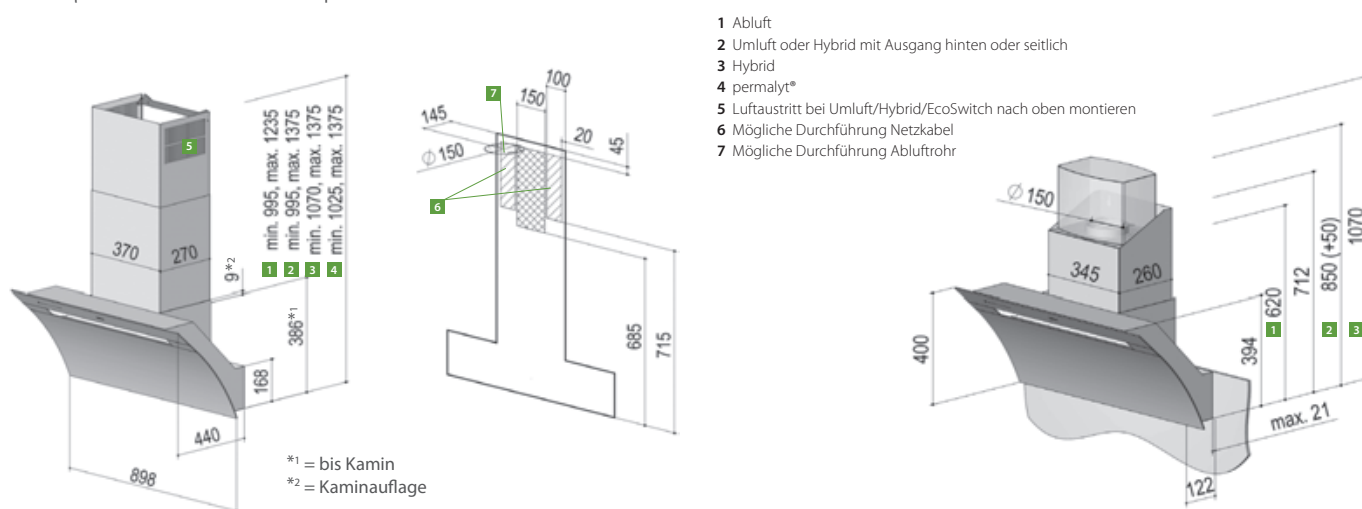 1 Abluft
2 Umluft oder Hybrid mit Ausgang hinten oder seitlich
3 Hybrid
4 permalyt®
5 Luftaustritt bei Umluft/Hybrid/EcoSwitch nach oben montieren
6 Mögliche Durchführung Netzkabel
7 Mögliche Durchführung Abluftrohr
5
370
270
9*2
1 min. 995, max. 1235
2 min. 995, max. 1375
3 min. 1070, max. 1375
4 min. 1025, max. 1375
386*1
168
440
898
*1 = bis Kamin
*2 = Kaminauflage
7
100
150
145
20
45
Ø 150
6
685
715
Ø 150
345
260
400
394
1 620
712
2 850 (+50)
3 1070
max. 21
122